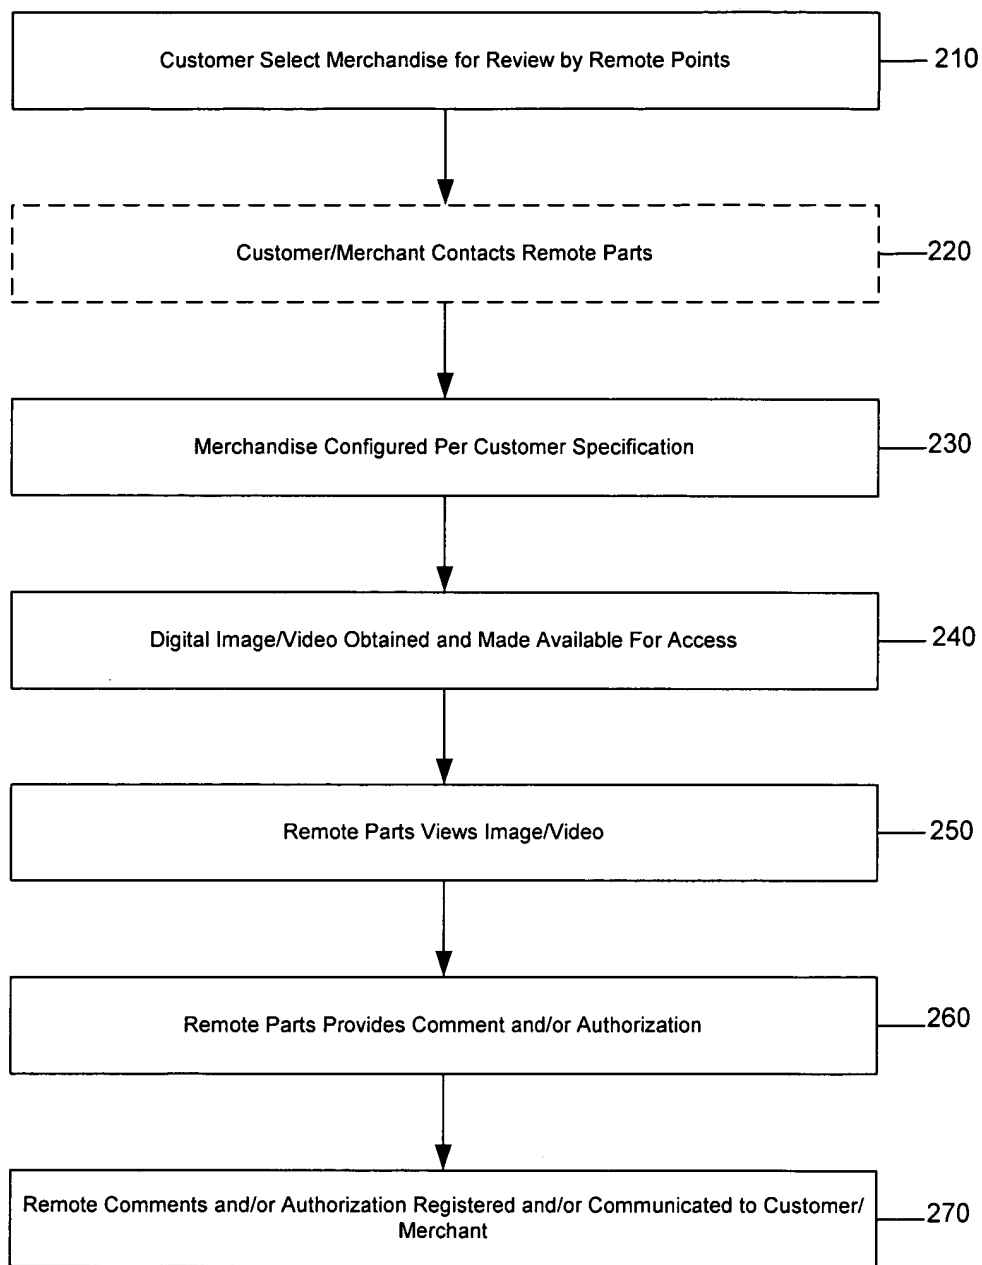 Customer Select Merchandise for Review by Remote Points
210
Customer/Merchant Contacts Remote Parts
220
Merchandise Configured Per Customer Specification
230
Digital Image/Video Obtained and Made Available For Access
240
Remote Parts Views Image/Video
250
Remote Parts Provides Comment and/or Authorization
260
Remote Comments and/or Authorization Registered and/or Communicated to Customer/
Merchant
270